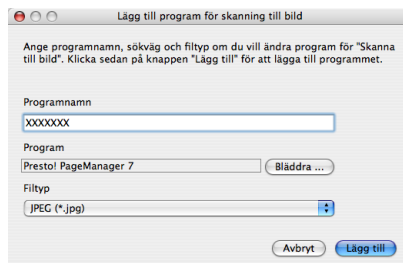 Lägg till program för skanning till bild
Ange programnamn, sökväg och filtyp om du vill ändra program för "Skanna
till bild". Klicka sedan på knappen "Lägg till" för att lägga till programmet.
Programnamn
XXXXXXX
Program
Presto! PageManager 7
Bläddra ...
Filtyp
JPEG (*.jpg)
Avbryt Lägg till